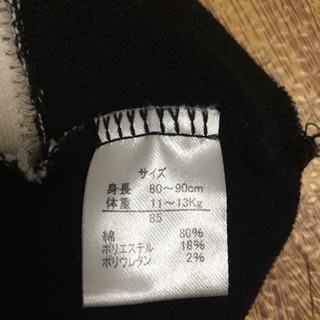 サイズ
身長 80～90cm
体重 11～13Kg
85
綿 80%
ポリエステル 18%
ポリウレタン 2%